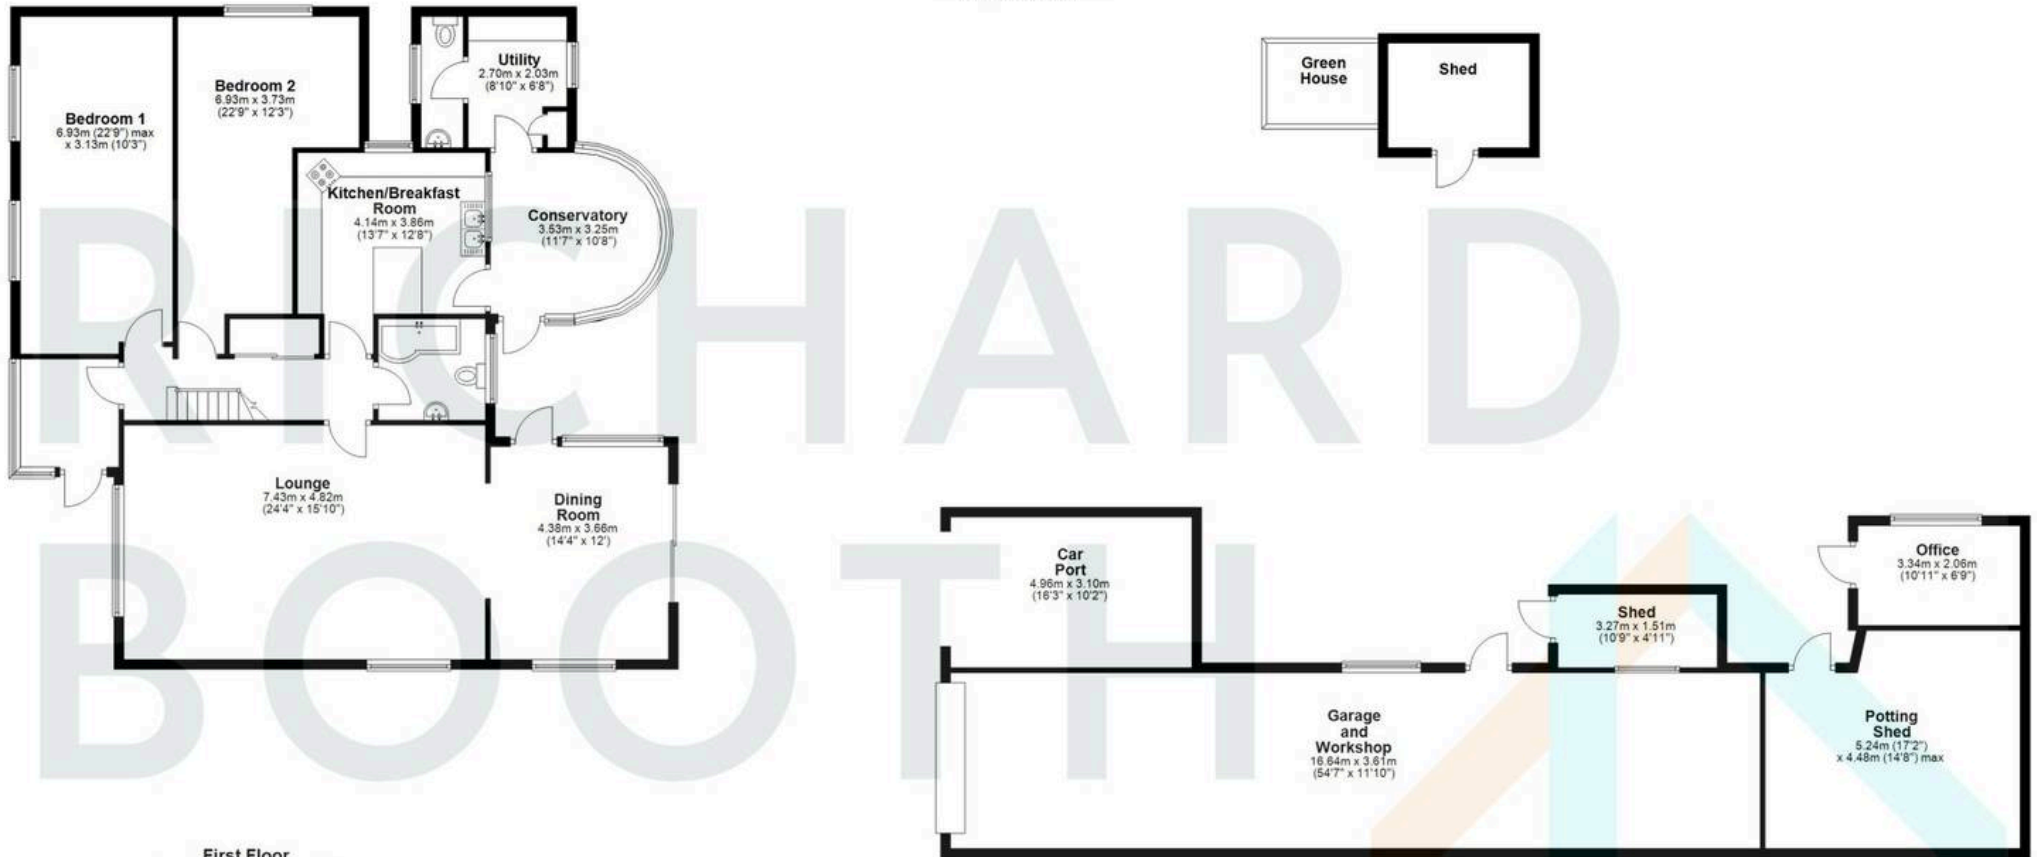 Bedroom 1
6.93m (22'9") max
x 3.13m (10'3")
Bedroom 2
6.93m x 3.73m
(22'9" x 12'3")
Utility
2.70m x 2.03m
(8'10" x 6'8")
Kitchen/Breakfast
Room
4.14m x 3.86m
(13'7" x 12'8")
Conservatory
3.53m x 3.25m
(11'7" x 10'8")
Green
House
Shed
RICHARD
BOOTH
Lounge
7.43m x 4.82m
(24'4" x 15'10")
Dining
Room
4.38m x 3.66m
(14'4" x 12')
Car
Port
4.96m x 3.10m
(16'3" x 10'2")
Shed
3.27m x 1.51m
(10'9" x 4'11")
Office
3.34m x 2.06m
(10'11" x 6'9")
Garage
and
Workshop
16.64m x 3.61m
(54'7" x 11'10")
Potting
Shed
5.24m (17'2")
x 4.48m (14'8") max
First Floor